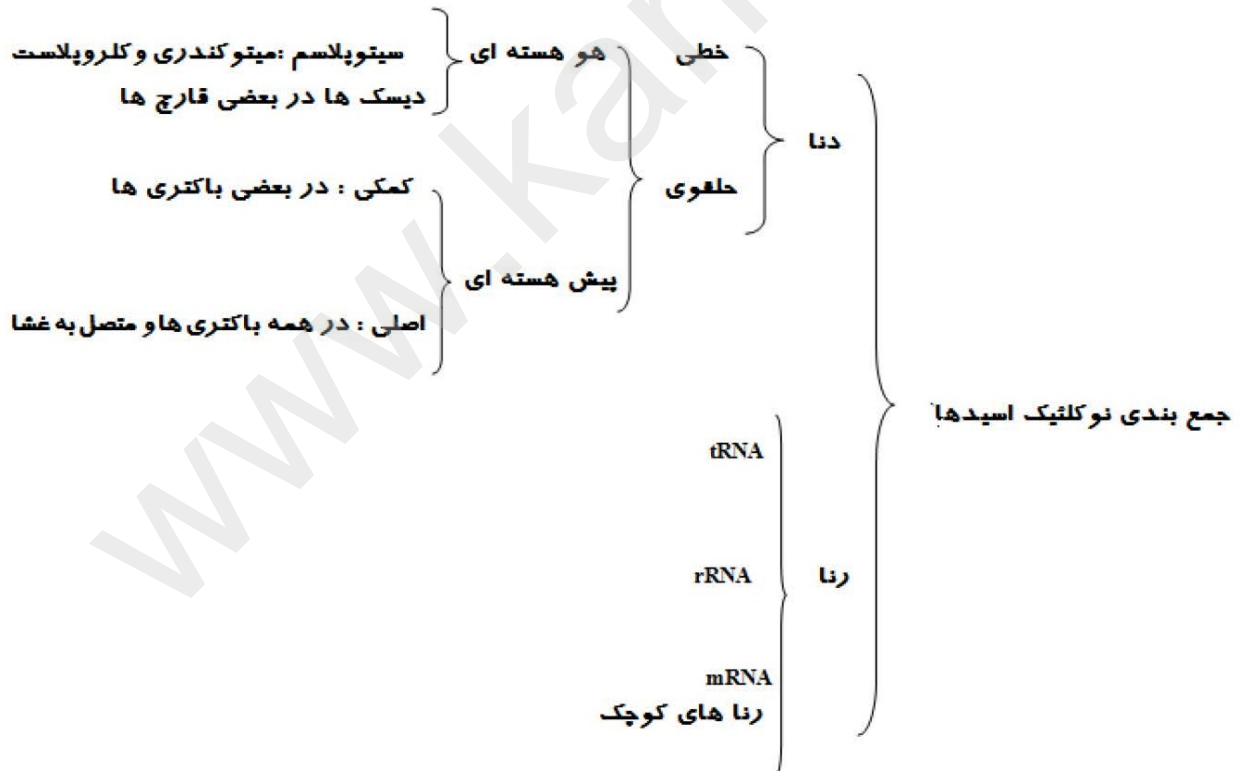 جمع بندی نوکلئیک اسیدها:
دنا
خطی
حلقوی
هو هسته ای
سیتوپلاسم :میتوکندری و کلروپلاست
دیسک ها در بعضی قارچ ها
پیش هسته ای
کمکی : در بعضی باکتری ها
اصلی : در همه باکتری ها و متصل به غشا
رنا
tRNA
rRNA
mRNA
رنا های کوچک